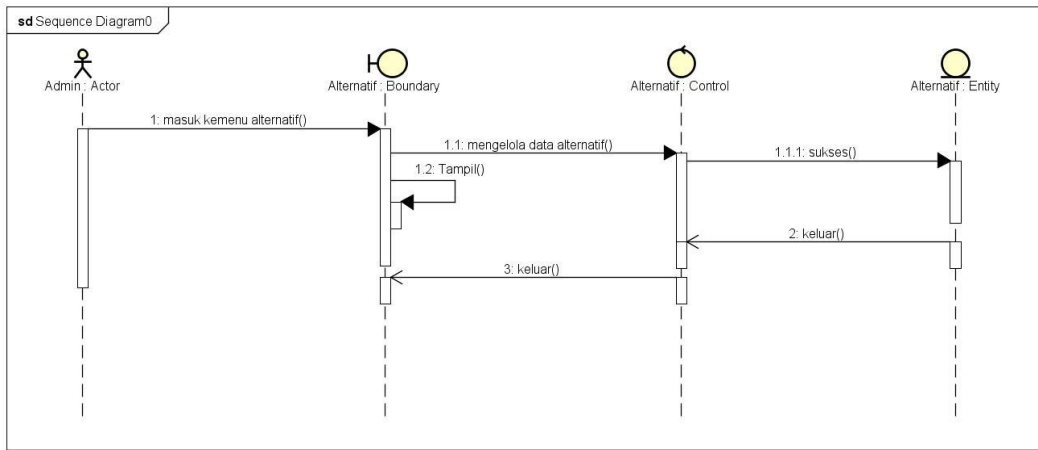 sd Sequence Diagram0
Admin : Actor
Alternatif : Boundary
Alternatif : Control
Alternatif : Entity
1: masuk kemenu alternatif()
1.1: mengelola data alternatif()
1.1.1: sukses()
1.2: Tampil()
2: keluar()
3: keluar()